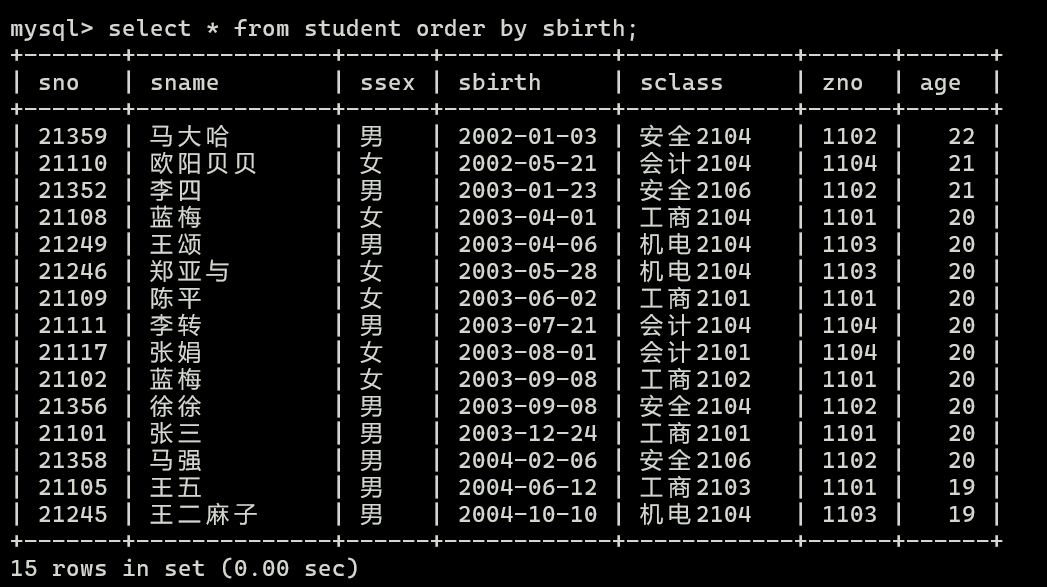 mysql> select * from student order by sbirth;
+-------+--------------+------+------------+------------+------+------+
| sno | sname | ssex | sbirth | sclass | zno | age |
+-------+--------------+------+------------+------------+------+------+
| 21359 | 马大哈 | 男 | 2002-01-03 | 安全2104 | 1102 | 22 |
| 21110 | 欧阳贝贝 | 女 | 2002-05-21 | 会计2104 | 1104 | 21 |
| 21352 | 李四 | 男 | 2003-01-23 | 安全2106 | 1102 | 21 |
| 21108 | 蓝梅 | 女 | 2003-04-01 | 工商2104 | 1101 | 20 |
| 21249 | 王颂 | 男 | 2003-04-06 | 机电2104 | 1103 | 20 |
| 21246 | 郑亚与 | 女 | 2003-05-28 | 机电2104 | 1103 | 20 |
| 21109 | 陈平 | 女 | 2003-06-02 | 工商2101 | 1101 | 20 |
| 21111 | 李转 | 男 | 2003-07-21 | 会计2104 | 1104 | 20 |
| 21117 | 张娟 | 女 | 2003-08-01 | 会计2101 | 1104 | 20 |
| 21102 | 蓝梅 | 女 | 2003-09-08 | 工商2102 | 1101 | 20 |
| 21356 | 徐徐 | 男 | 2003-09-08 | 安全2104 | 1102 | 20 |
| 21101 | 张三 | 男 | 2003-12-24 | 工商2101 | 1101 | 20 |
| 21358 | 马强 | 男 | 2004-02-06 | 安全2106 | 1102 | 20 |
| 21105 | 王五 | 男 | 2004-06-12 | 工商2103 | 1101 | 19 |
| 21245 | 王二麻子 | 男 | 2004-10-10 | 机电2104 | 1103 | 19 |
+-------+--------------+------+------------+------------+------+------+
15 rows in set (0.00 sec)